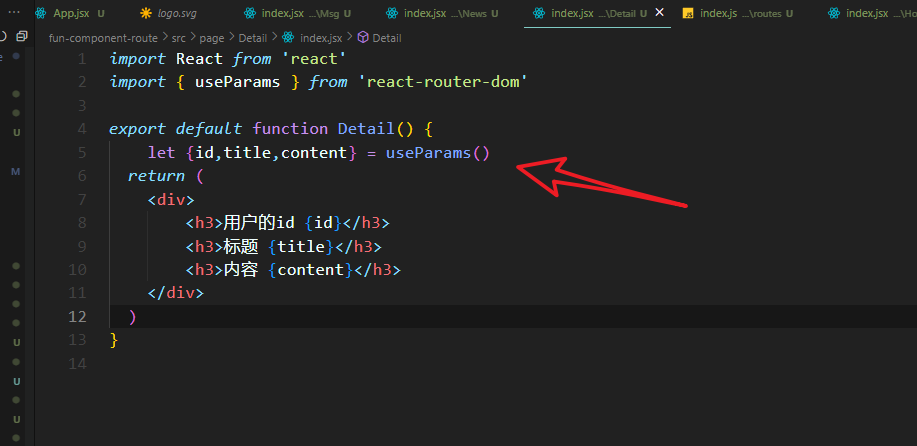 ··· App.jsx U logo.svg index.jsx ...\Msg U index.jsx ...\News U index.jsx ...\Detail U × index.js ...\routes U index.jsx ...\Ho
fun-component-route > src > page > Detail > index.jsx > Detail
1 import React from 'react'
2 import { useParams } from 'react-router-dom'
3
4 export default function Detail() {
5 let {id,title,content} = useParams()
6 return (
7 <div>
8 <h3>用户的id {id}</h3>
9 <h3>标题 {title}</h3>
10 <h3>内容 {content}</h3>
11 </div>
12 )
13 }
14
U
M
U
U
U
U